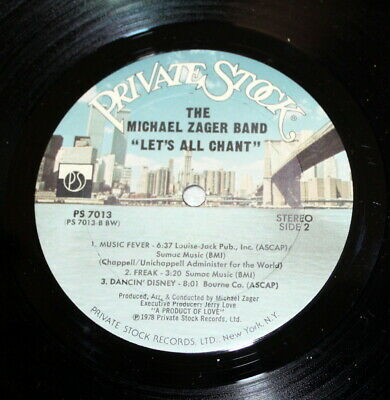 PRIVATE STOCK
THE
MICHAEL ZAGER BAND
"LET'S ALL CHANT"
PS
PS 7013
(PS 7013-B BW)
STEREO
SIDE 2
1. MUSIC FEVER - 6:37 Louise-Jack Pub., Inc. (ASCAP)/
Sumac Music (BMI)
(Chappell/Unichappell Administer for the World)
2. FREAK - 3:20 Sumac Music (BMI)
3. DANCIN' DISNEY - 8:01 Bourne Co. (ASCAP)
Produced, Arr. & Conducted by Michael Zager
Executive Producer: Jerry Love
"A PRODUCT OF LOVE"
℗ 1978 Private Stock Records, Ltd.
PRIVATE STOCK RECORDS, LTD., New York, N.Y.